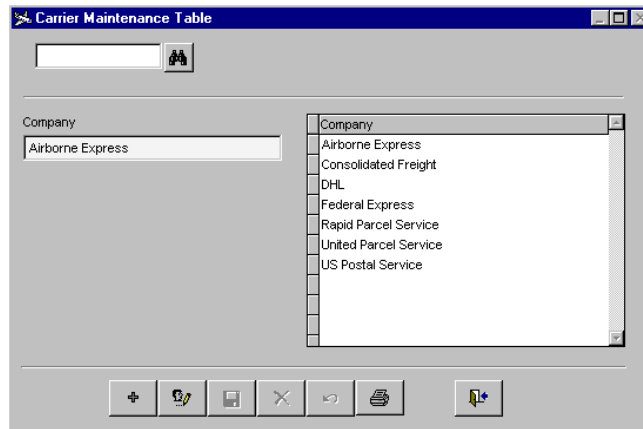 Carrier Maintenance Table
Company
Airborne Express
Company
Airborne Express
Consolidated Freight
DHL
Federal Express
Rapid Parcel Service
United Parcel Service
US Postal Service